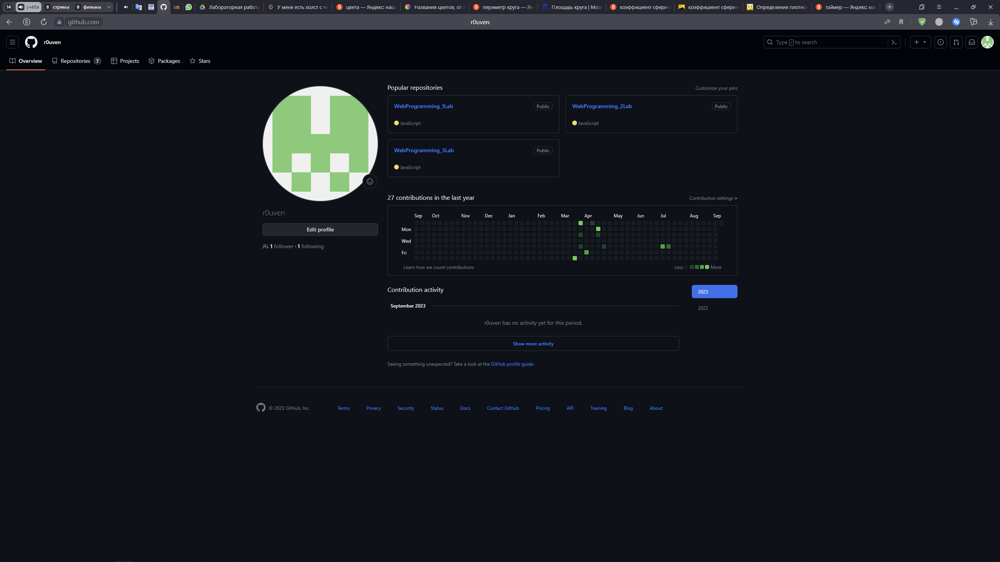 14 учёба 8 стримы 8 фильмы
Лабораторная работа
У меня есть холст с чё
цвета — Яндекс: наш
Названия цветов, от А
периметр круга — Ян
Площадь круга | Моз
коэффициент сферич
коэффициент сферич
Определение плотно
таймер — Яндекс: на
github.com
r0uven
r0uven
Type / to search
Overview Repositories 7 Projects Packages Stars
Popular repositories Customize your pins
WebProgramming_1Lab Public
JavaScript
WebProgramming_2Lab Public
JavaScript
WebProgramming_3Lab Public
JavaScript
r0uven
Edit profile
1 follower · 1 following
27 contributions in the last year Contribution settings
Sep Oct Nov Dec Jan Feb Mar Apr May Jun Jul Aug Sep
Mon
Wed
Fri
Learn how we count contributions Less More
Contribution activity
2023
2022
September 2023
r0uven has no activity yet for this period.
Show more activity
Seeing something unexpected? Take a look at the GitHub profile guide.
© 2023 GitHub, Inc. Terms Privacy Security Status Docs Contact GitHub Pricing API Training Blog About